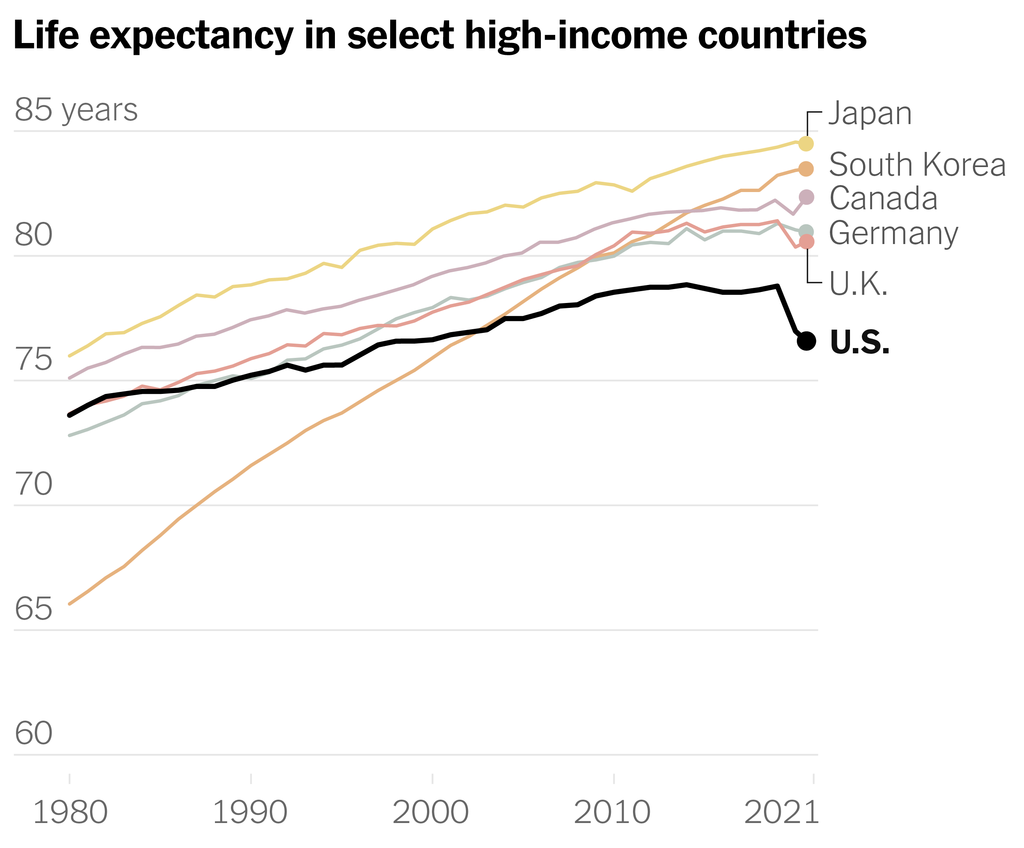 Life expectancy in select high-income countries
85 years
Japan
South Korea
Canada
80
Germany
U.K.
U.S.
75
70
65
60
1980 1990 2000 2010 2021